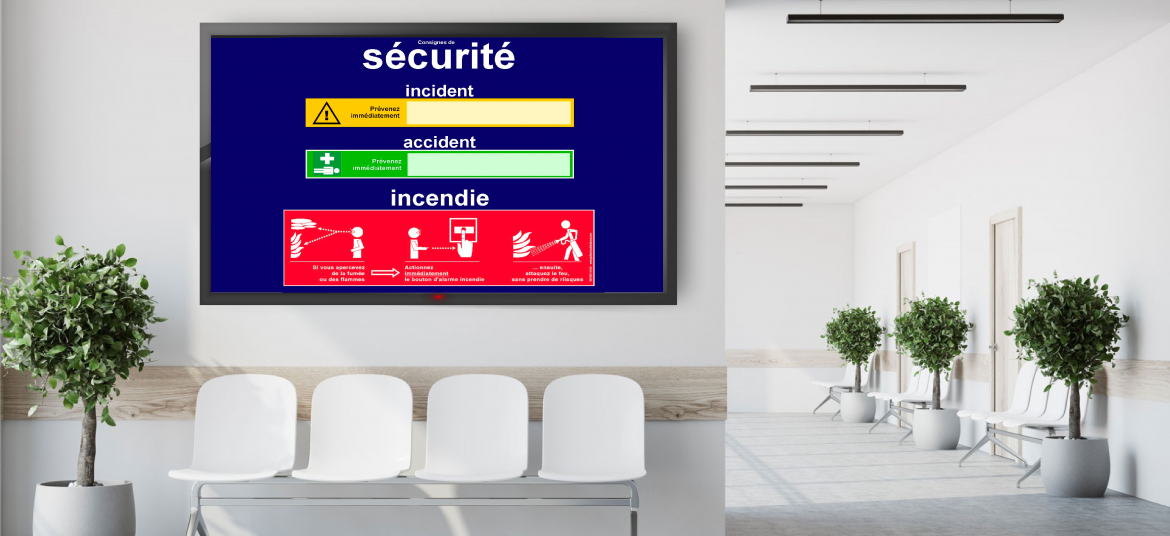 Consignes de
sécurité
incident
Prévenez
immédiatement
accident
Prévenez
immédiatement
incendie
Si vous apercevez
de la fumée
ou des flammes
Actionnez
immédiatement
le bouton d'alarme incendie
... ensuite,
attaquez le feu,
sans prendre de riisques